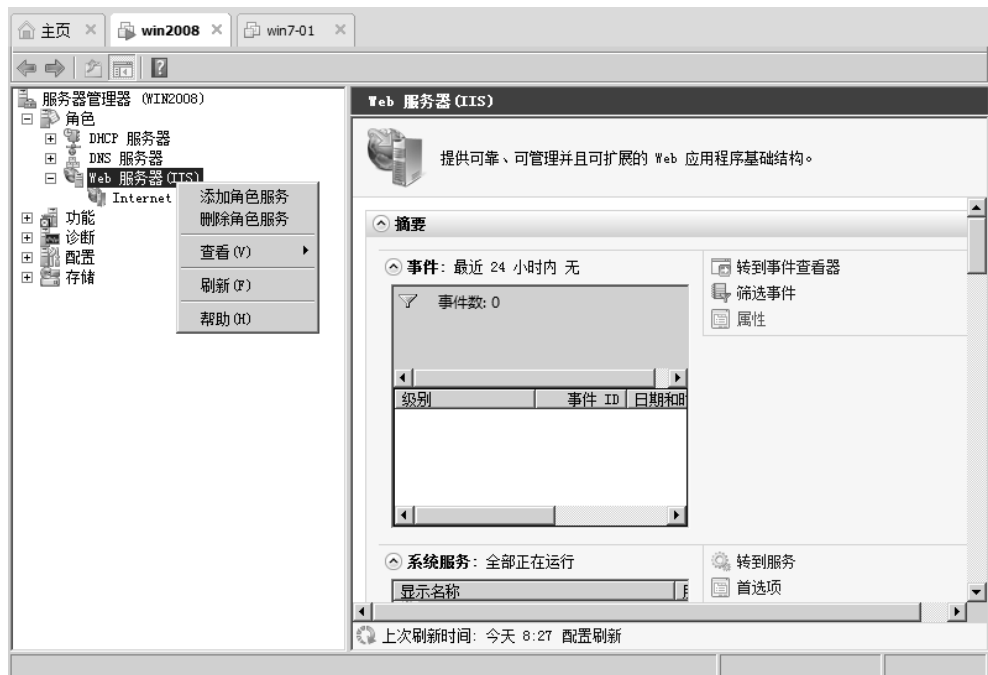 主页
win2008
win7-01
服务器管理器 (WIN2008)
角色
DHCP 服务器
DNS 服务器
Web 服务器(IIS)
Internet
功能
诊断
配置
存储
添加角色服务
删除角色服务
查看(V)
刷新(F)
帮助(H)
Web 服务器(IIS)
提供可靠、可管理并且可扩展的 Web 应用程序基础结构。
摘要
事件: 最近 24 小时内 无
事件数: 0
级别 事件 ID 日期和时
转到事件查看器
筛选事件
属性
系统服务: 全部正在运行
显示名称
转到服务
首选项
上次刷新时间: 今天 8:27 配置刷新